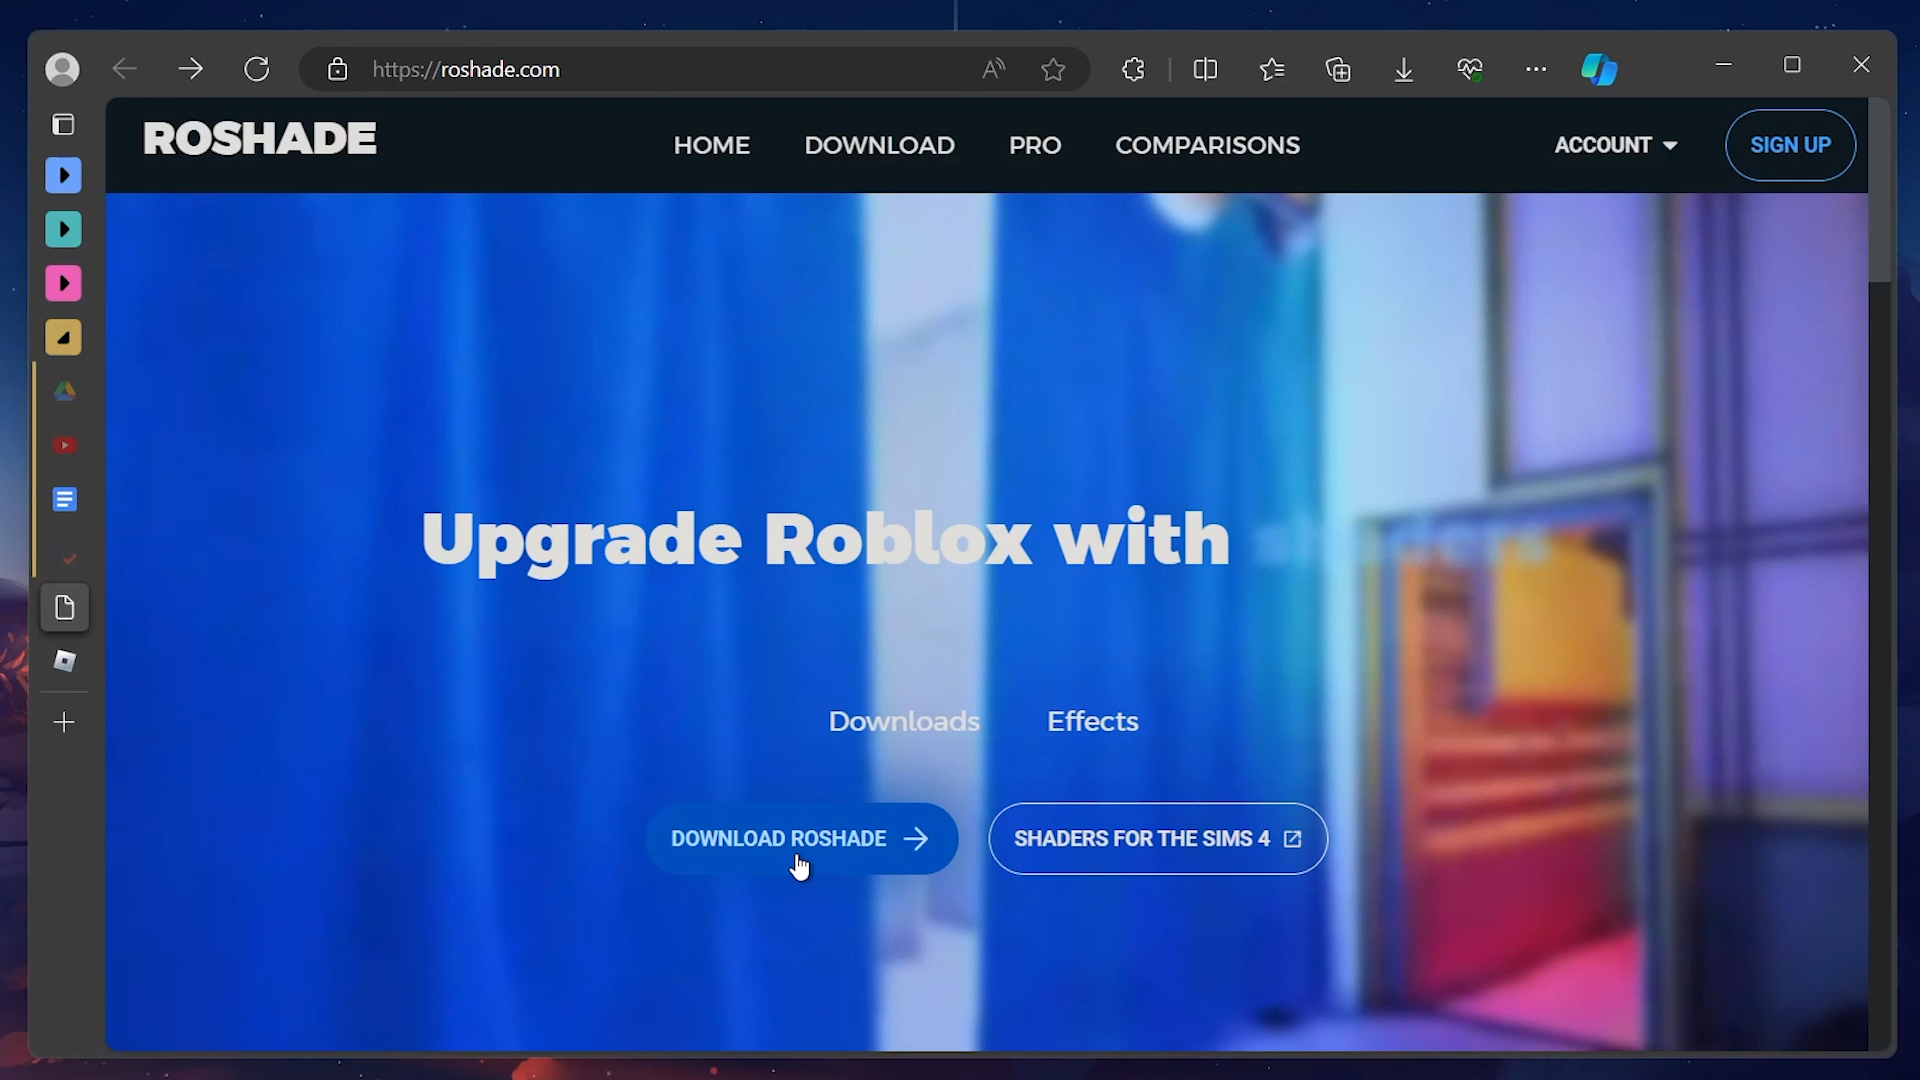 https://roshade.com
ROSHADE
HOME DOWNLOAD PRO COMPARISONS ACCOUNT SIGN UP
Upgrade Roblox with shaders
Downloads Effects
DOWNLOAD ROSHADE SHADERS FOR THE SIMS 4